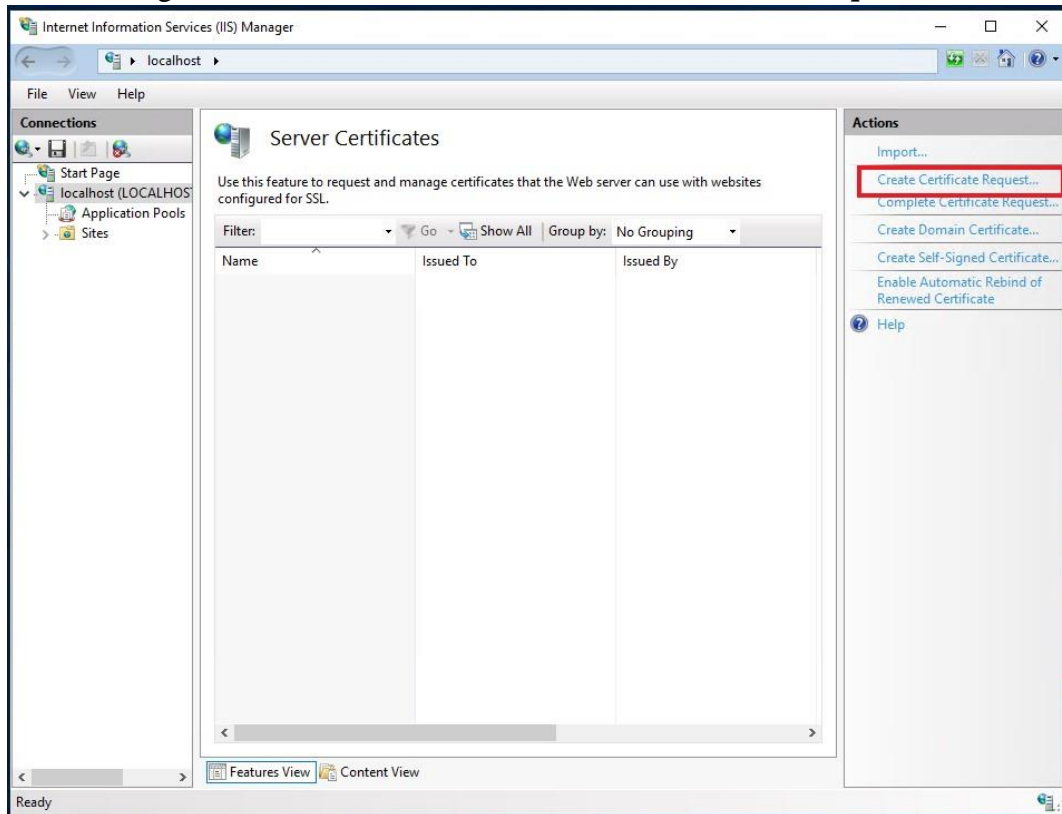 Internet Information Services (IIS) Manager
localhost
File View Help
Connections
Start Page
localhost (LOCALHOS
Application Pools
Sites
Server Certificates
Use this feature to request and manage certificates that the Web server can use with websites
configured for SSL.
Filter: Go Show All Group by: No Grouping
Name Issued To Issued By
Features View Content View
Actions
Import...
Create Certificate Request...
Complete Certificate Request...
Create Domain Certificate...
Create Self-Signed Certificate...
Enable Automatic Rebind of
Renewed Certificate
Help
Ready